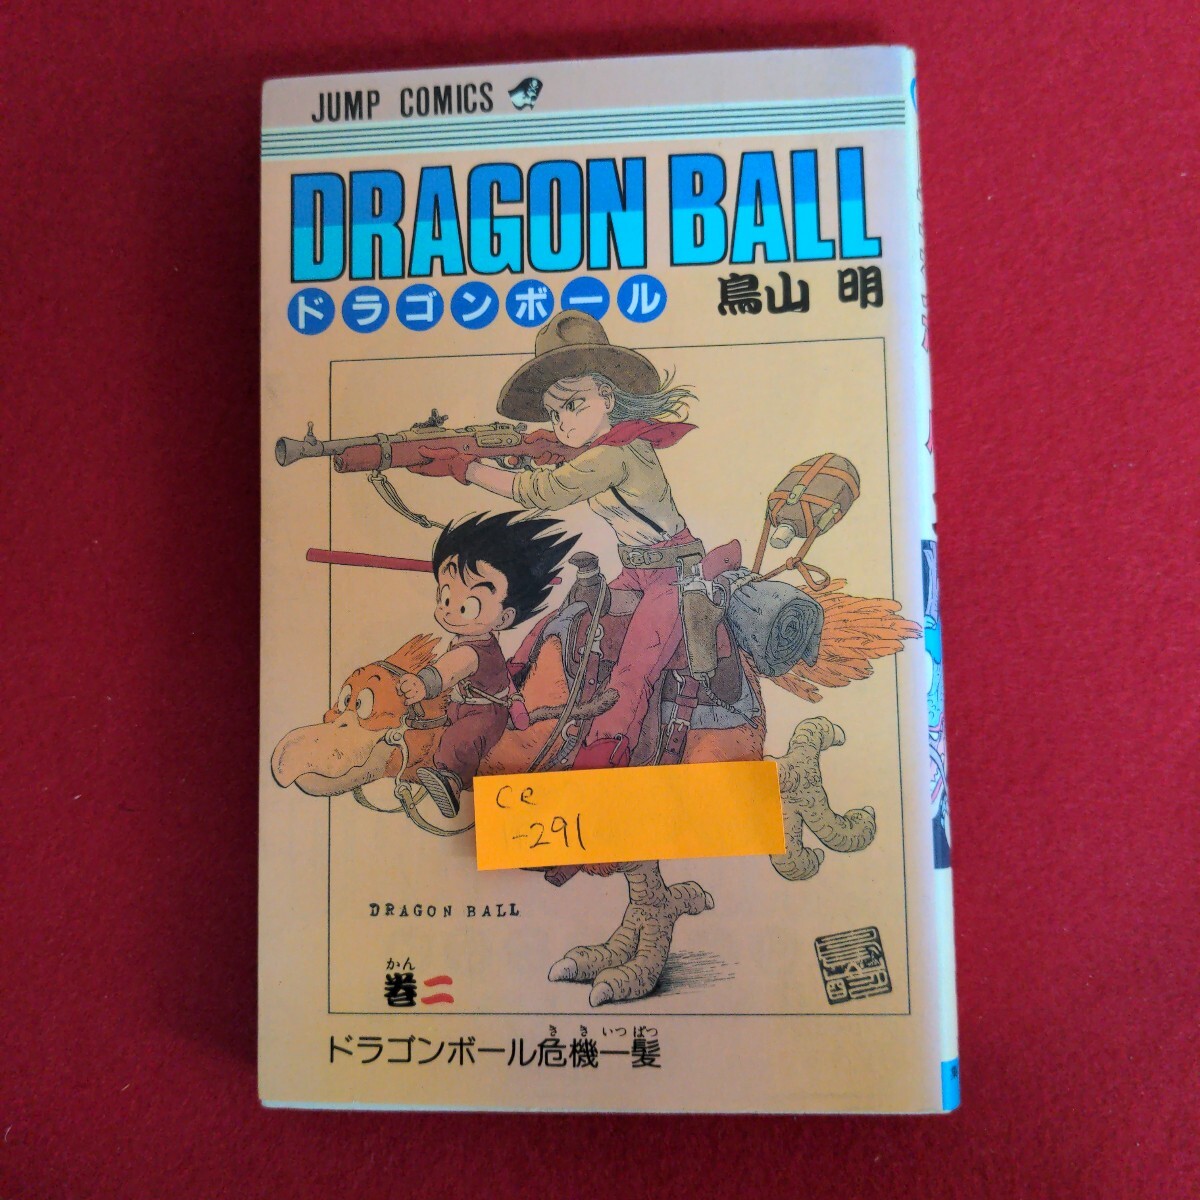 JUMP COMICS
DRAGON BALL
ドラゴンボール
鳥山 明
ce
-291
DRAGON BALL
かん
巻二
き き いっ ぱつ
ドラゴンボール危機一髪